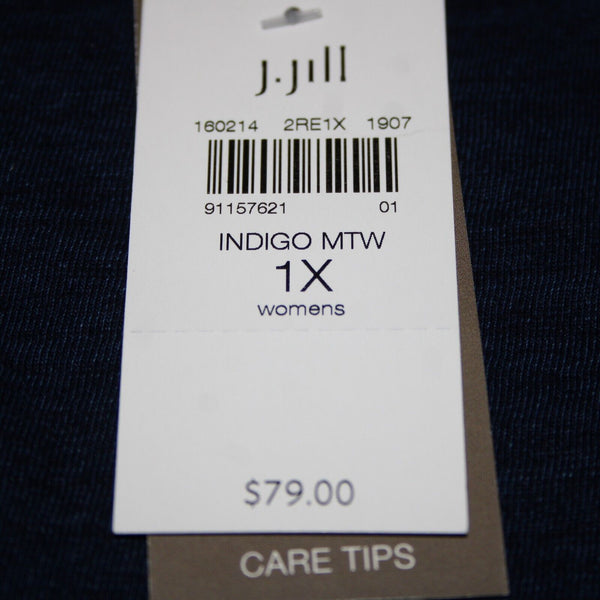 J.Jill
160214 2RE1X 1907
91157621 01
INDIGO MTW
1X
womens
$79.00
CARE TIPS